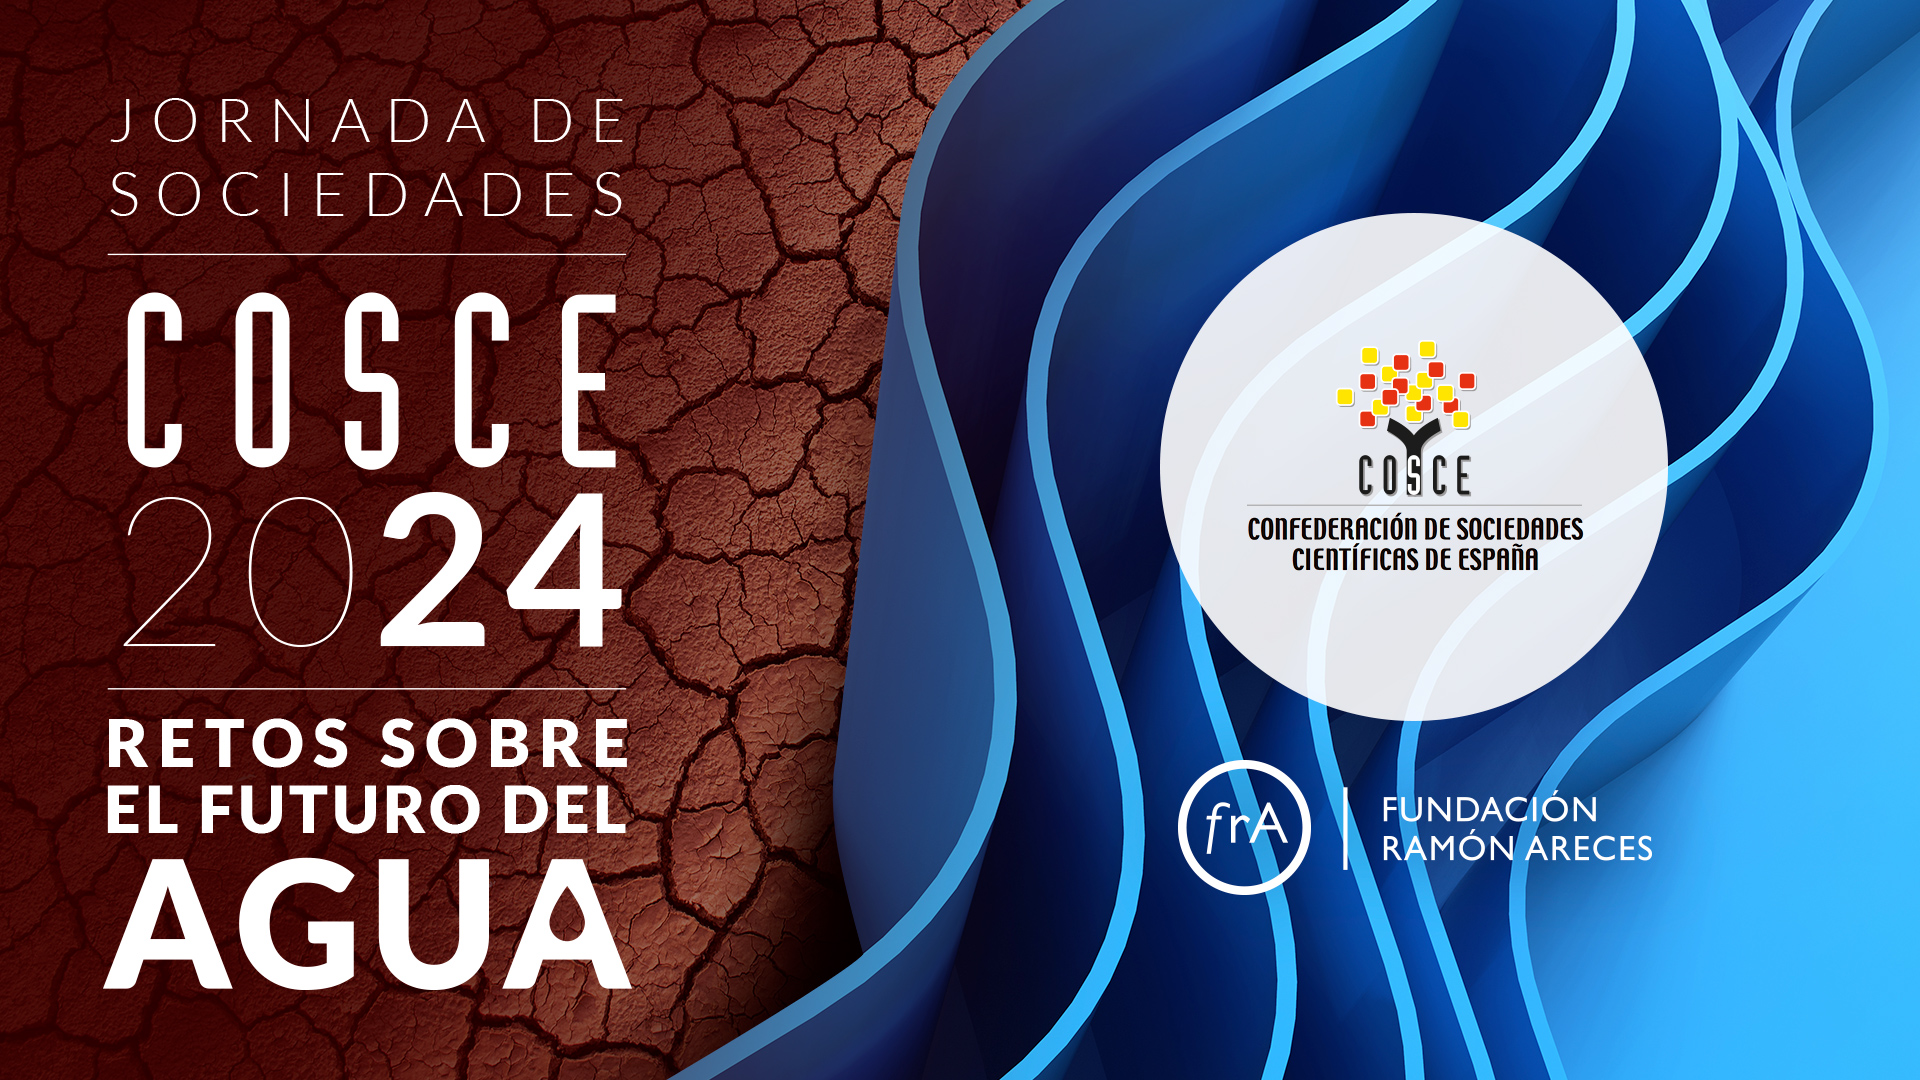 JORNADA DE
SOCIEDADES
COSCE
2024
RETOS SOBRE
EL FUTURO DEL
AGUA
COSCE
CONFEDERACIÓN DE SOCIEDADES
CIENTÍFICAS DE ESPAÑA
frA
FUNDACIÓN
RAMÓN ARECES